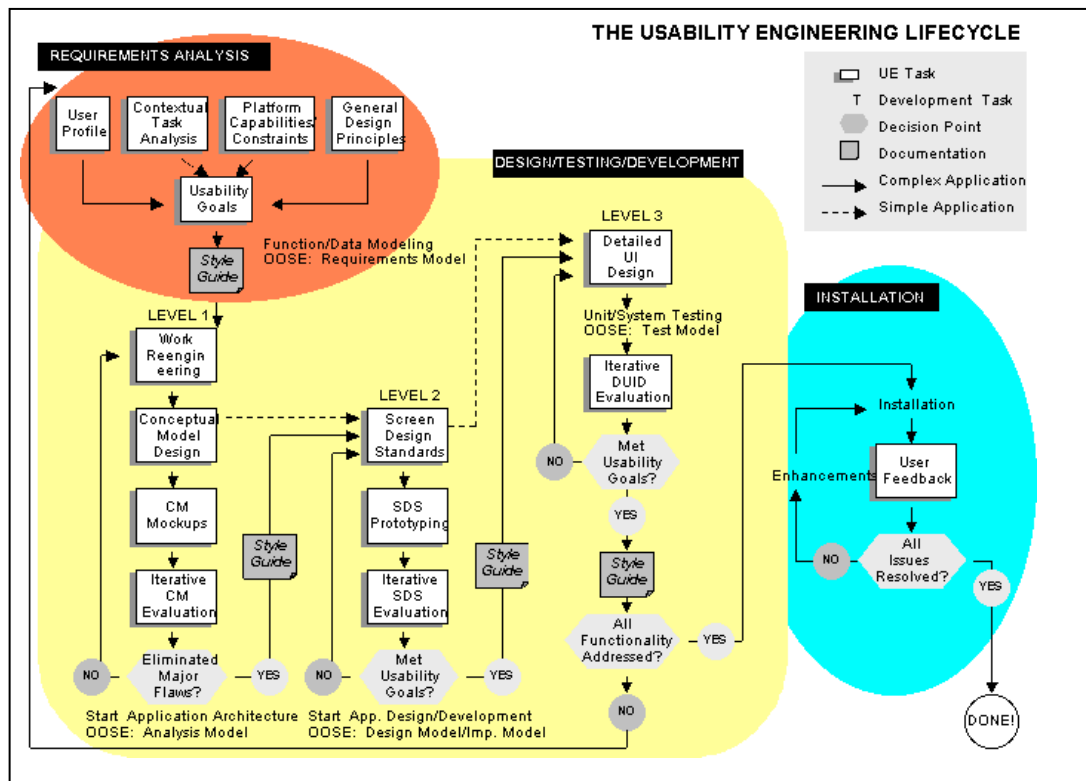 THE USABILITY ENGINEERING LIFECYCLE
REQUIREMENTS ANALYSIS
UE Task
T Development Task
Decision Point
Documentation
Complex Application
Simple Application
User
Profile
Contextual
Task
Analysis
Platform
Capabilities/
Constraints
General
Design
Principles
Usability
Goals
Style
Guide
Function/Data Modeling
OOSE: Requirements Model
DESIGN/TESTING/DEVELOPMENT
LEVEL 1
Work
Reengin
eering
Conceptual
Model
Design
CM
Mockups
Iterative
CM
Evaluation
Eliminated
Major
Flaws?
NO
YES
Style
Guide
Start Application Architecture
OOSE: Analysis Model
LEVEL 2
Screen
Design
Standards
SDS
Prototyping
Iterative
SDS
Evaluation
Met
Usability
Goals?
NO
YES
Style
Guide
Start App. Design/Development
OOSE: Design Model/Imp. Model
LEVEL 3
Detailed
UI
Design
Unit/System Testing
OOSE: Test Model
Iterative
DUID
Evaluation
Met
Usability
Goals?
NO
YES
Style
Guide
All
Functionality
Addressed?
YES
NO
INSTALLATION
Installation
Enhancements
User
Feedback
All
Issues
Resolved?
NO
YES
DONE!